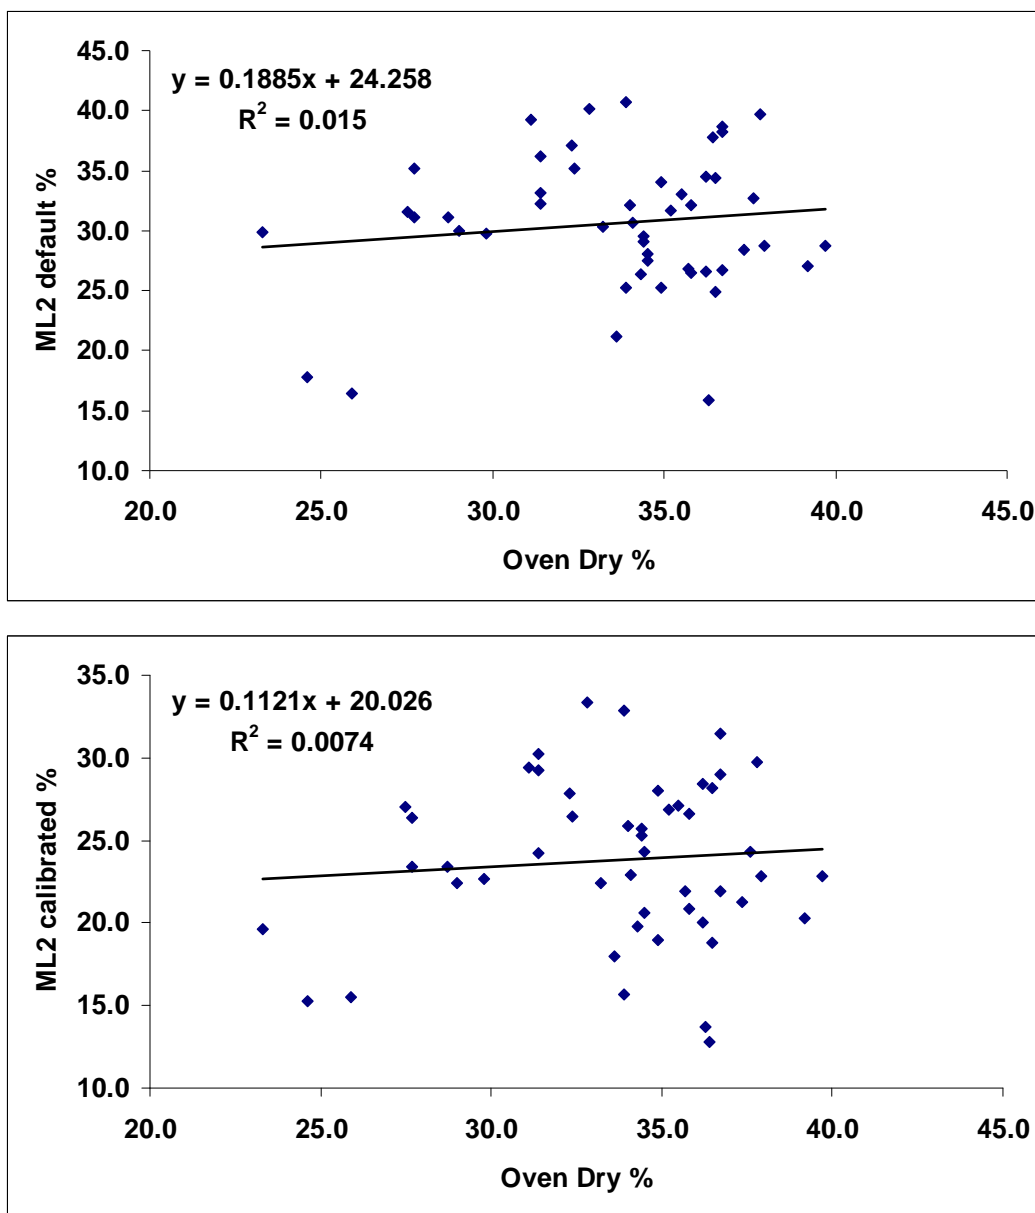 45.0
y = 0.1885x + 24.258
40.0
R² = 0.015
35.0
30.0
25.0
20.0
15.0
10.0
ML2 default %
20.0 25.0 30.0 35.0 40.0 45.0
Oven Dry %
35.0
y = 0.1121x + 20.026
R² = 0.0074
30.0
25.0
20.0
15.0
10.0
ML2 calibrated %
20.0 25.0 30.0 35.0 40.0 45.0
Oven Dry %